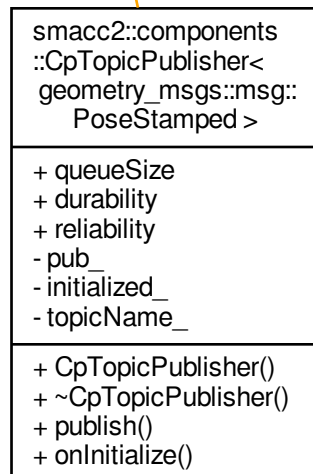 smacc2::components
::CpTopicPublisher<
geometry_msgs::msg::
PoseStamped >
+ queueSize
+ durability
+ reliability
- pub_
- initialized_
- topicName_
+ CpTopicPublisher()
+ ~CpTopicPublisher()
+ publish()
+ onInitialize()